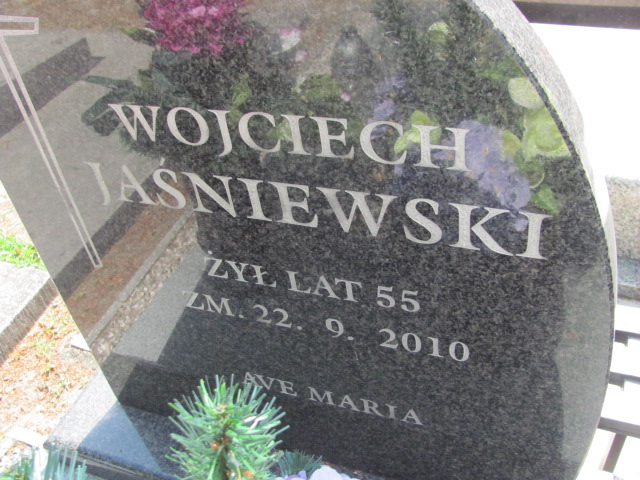 WOJCIECH
JAŚNIEWSKI
ŻYŁ LAT 55
ZM. 22. 9. 2010
AVE MARIA